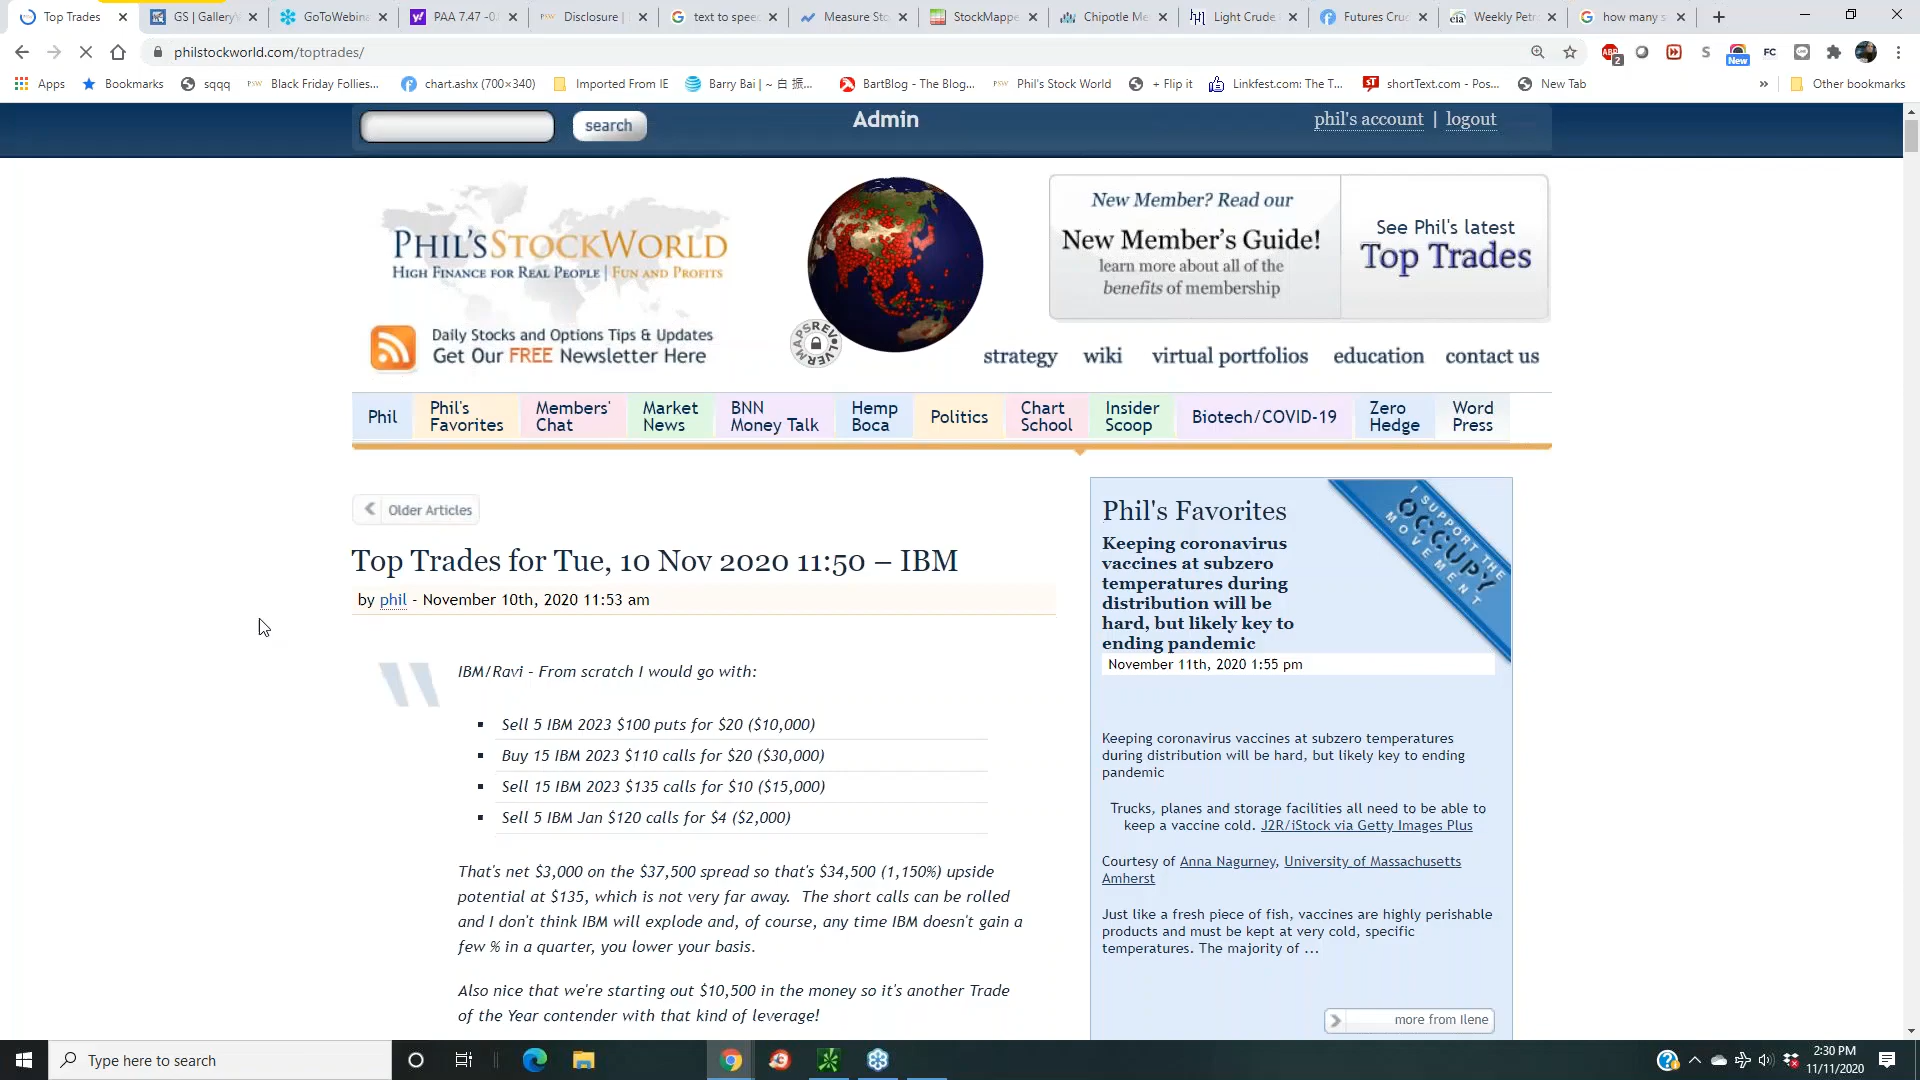 Top Trades
GS | Gallery
GoToWebina
PAA 7.47 -0.
Disclosure |
text to spee
Measure Sto
StockMappe
Chipotle Me
Light Crude
Futures Cru
Weekly Petr
how many s
philstockworld.com/toptrades/
2
New
FC
Apps
Bookmarks
sqqq
Black Friday Follies...
chart.ashx (700×340)
Imported From IE
Barry Bai | ~ 白 振...
BartBlog - The Blog...
Phil's Stock World
+ Flip it
Linkfest.com: The T...
shortText.com - Pos...
New Tab
»
Other bookmarks
search
Admin
phil's account | logout
PHIL'SSTOCKWORLD
HIGH FINANCE FOR REAL PEOPLE | FUN AND PROFITS
Daily Stocks and Options Tips & Updates
Get Our FREE Newsletter Here
REVOLVERMAPS
New Member? Read our
New Member's Guide!
learn more about all of the
benefits of membership
See Phil's latest
Top Trades
strategy wiki virtual portfolios education contact us
Phil
Phil's
Favorites
Members'
Chat
Market
News
BNN
Money Talk
Hemp
Boca
Politics
Chart
School
Insider
Scoop
Biotech/COVID-19
Zero
Hedge
Word
Press
Older Articles
Top Trades for Tue, 10 Nov 2020 11:50 – IBM
by phil - November 10th, 2020 11:53 am
IBM/Ravi - From scratch I would go with:
▪ Sell 5 IBM 2023 $100 puts for $20 ($10,000)
▪ Buy 15 IBM 2023 $110 calls for $20 ($30,000)
▪ Sell 15 IBM 2023 $135 calls for $10 ($15,000)
▪ Sell 5 IBM Jan $120 calls for $4 ($2,000)
That's net $3,000 on the $37,500 spread so that's $34,500 (1,150%) upside
potential at $135, which is not very far away. The short calls can be rolled
and I don't think IBM will explode and, of course, any time IBM doesn't gain a
few % in a quarter, you lower your basis.
Also nice that we're starting out $10,500 in the money so it's another Trade
of the Year contender with that kind of leverage!
Phil's Favorites
I SUPPORT THE
OCCUPY
MOVEMENT
Keeping coronavirus
vaccines at subzero
temperatures during
distribution will be
hard, but likely key to
ending pandemic
November 11th, 2020 1:55 pm
Keeping coronavirus vaccines at subzero temperatures
during distribution will be hard, but likely key to ending
pandemic
Trucks, planes and storage facilities all need to be able to
keep a vaccine cold. J2R/iStock via Getty Images Plus
Courtesy of Anna Nagurney, University of Massachusetts
Amherst
Just like a fresh piece of fish, vaccines are highly perishable
products and must be kept at very cold, specific
temperatures. The majority of ...
more from Ilene
Type here to search
2:30 PM
11/11/2020